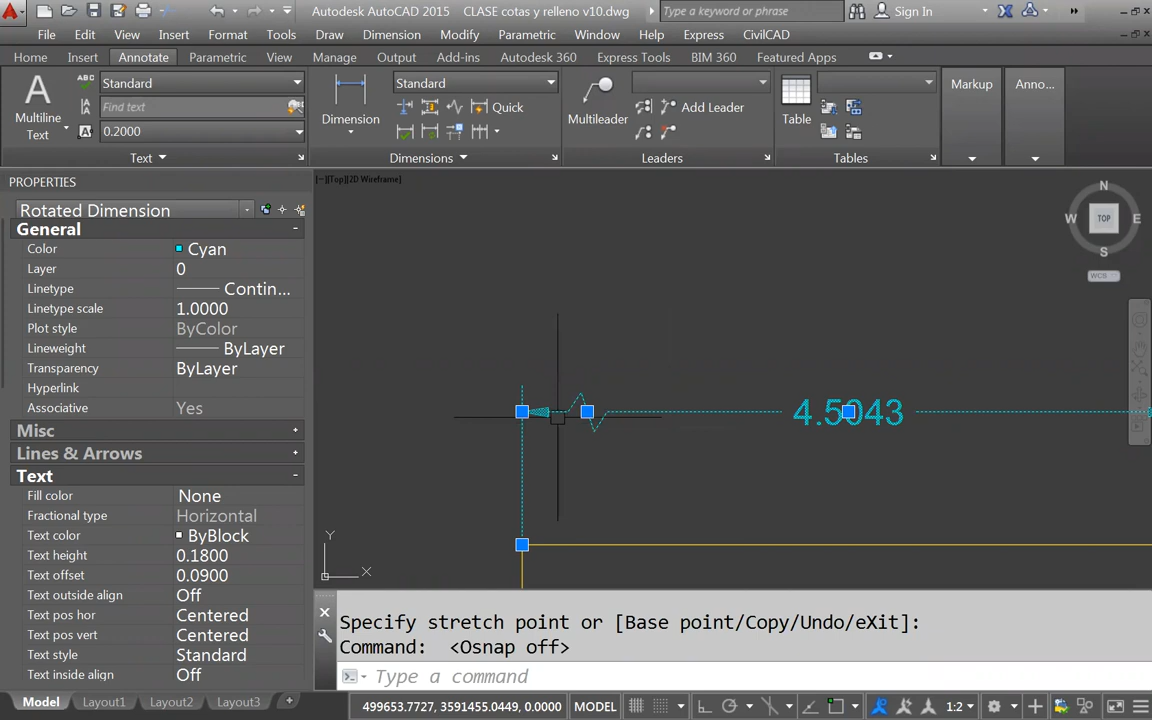 Autodesk AutoCAD 2015 CLASE cotas y relleno v10.dwg Type a keyword or phrase Sign In
File Edit View Insert Format Tools Draw Dimension Modify Parametric Window Help Express CivilCAD
Home Insert Annotate Parametric View Manage Output Add-ins Autodesk 360 Express Tools BIM 360 Featured Apps
A Multiline Text
ABC Standard
Find text
A 0.2000
Text
Dimension
Standard
Quick
Dimensions
Multileader
Add Leader
Leaders
Table
Tables
Markup
Anno...
PROPERTIES
Rotated Dimension
General
Color Cyan
Layer 0
Linetype Contin...
Linetype scale 1.0000
Plot style ByColor
Lineweight ByLayer
Transparency ByLayer
Hyperlink
Associative Yes
Misc
Lines & Arrows
Text
Fill color None
Fractional type Horizontal
Text color ByBlock
Text height 0.1800
Text offset 0.0900
Text outside align Off
Text pos hor Centered
Text pos vert Centered
Text style Standard
Text inside align Off
[−][Top][2D Wireframe]
N
W TOP E
S
WCS
4.5043
Y
X
Specify stretch point or [Base point/Copy/Undo/eXit]:
Command: <Osnap off>
Type a command
Model Layout1 Layout2 Layout3 + 499653.7727, 3591455.0449, 0.0000 MODEL 1:2